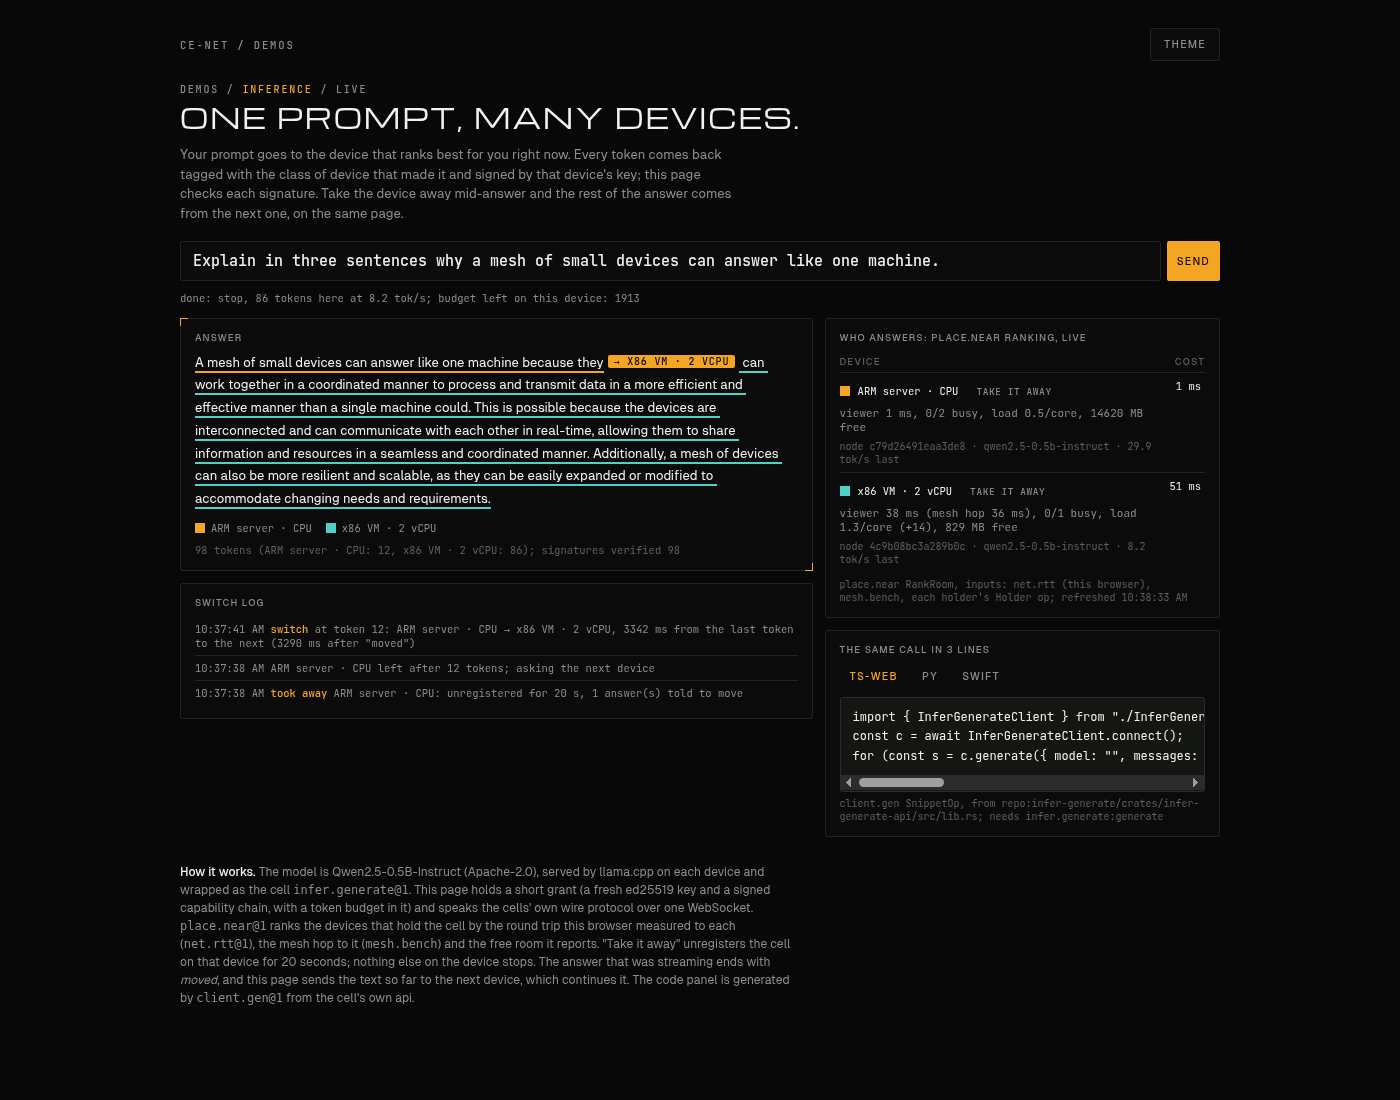 CE-NET / DEMOS
THEME
DEMOS / INFERENCE / LIVE
ONE PROMPT, MANY DEVICES.
Your prompt goes to the device that ranks best for you right now. Every token comes back
tagged with the class of device that made it and signed by that device's key; this page
checks each signature. Take the device away mid-answer and the rest of the answer comes
from the next one, on the same page.
Explain in three sentences why a mesh of small devices can answer like one machine.
SEND
done: stop, 86 tokens here at 8.2 tok/s; budget left on this device: 1913
ANSWER
A mesh of small devices can answer like one machine because they → X86 VM · 2 VCPU can
work together in a coordinated manner to process and transmit data in a more efficient and
effective manner than a single machine could. This is possible because the devices are
interconnected and can communicate with each other in real-time, allowing them to share
information and resources in a seamless and coordinated manner. Additionally, a mesh of devices
can also be more resilient and scalable, as they can be easily expanded or modified to
accommodate changing needs and requirements.
ARM server · CPU x86 VM · 2 vCPU
98 tokens (ARM server · CPU: 12, x86 VM · 2 vCPU: 86); signatures verified 98
SWITCH LOG
10:37:41 AM switch at token 12: ARM server · CPU → x86 VM · 2 vCPU, 3342 ms from the last token
to the next (3290 ms after "moved")
10:37:38 AM ARM server · CPU left after 12 tokens; asking the next device
10:37:38 AM took away ARM server · CPU: unregistered for 20 s, 1 answer(s) told to move
WHO ANSWERS: PLACE.NEAR RANKING, LIVE
DEVICE COST
ARM server · CPU TAKE IT AWAY 1 ms
viewer 1 ms, 0/2 busy, load 0.5/core, 14620 MB
free
node c79d26491eaa3de8 · qwen2.5-0.5b-instruct · 29.9
tok/s last
x86 VM · 2 vCPU TAKE IT AWAY 51 ms
viewer 38 ms (mesh hop 36 ms), 0/1 busy, load
1.3/core (+14), 829 MB free
node 4c9b08bc3a289b0c · qwen2.5-0.5b-instruct · 8.2
tok/s last
place.near RankRoom, inputs: net.rtt (this browser),
mesh.bench, each holder's Holder op; refreshed 10:38:33 AM
THE SAME CALL IN 3 LINES
TS-WEB PY SWIFT
import { InferGenerateClient } from "./InferGener
const c = await InferGenerateClient.connect();
for (const s = c.generate({ model: "", messages:
client.gen SnippetOp, from repo:infer-generate/crates/infer-
generate-api/src/lib.rs; needs infer.generate:generate
How it works. The model is Qwen2.5-0.5B-Instruct (Apache-2.0), served by llama.cpp on each device and
wrapped as the cell infer.generate@1. This page holds a short grant (a fresh ed25519 key and a signed
capability chain, with a token budget in it) and speaks the cells' own wire protocol over one WebSocket.
place.near@1 ranks the devices that hold the cell by the round trip this browser measured to each
(net.rtt@1), the mesh hop to it (mesh.bench) and the free room it reports. "Take it away" unregisters the cell
on that device for 20 seconds; nothing else on the device stops. The answer that was streaming ends with
moved, and this page sends the text so far to the next device, which continues it. The code panel is generated
by client.gen@1 from the cell's own api.